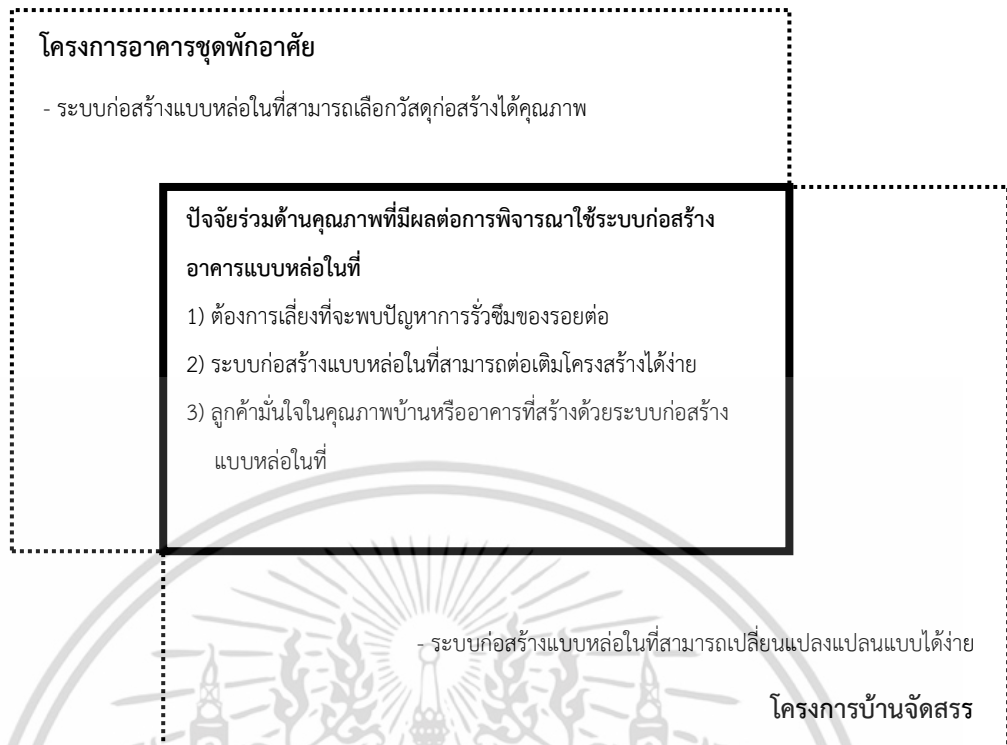 โครงการอาคารชุดพักอาศัย
- ระบบก่อสร้างแบบหล่อในที่สามารถเลือกวัสดุก่อสร้างได้คุณภาพ
ปัจจัยร่วมด้านคุณภาพที่มีผลต่อการพิจารณาใช้ระบบก่อสร้าง
อาคารแบบหล่อในที่
1) ต้องการเลี่ยงที่จะพบปัญหาการรั่วซึมของรอยต่อ
2) ระบบก่อสร้างแบบหล่อในที่สามารถต่อเติมโครงสร้างได้ง่าย
3) ลูกค้ามั่นใจในคุณภาพบ้านหรืออาคารที่สร้างด้วยระบบก่อสร้าง
แบบหล่อในที่
- ระบบก่อสร้างแบบหล่อในที่สามารถเปลี่ยนแปลงแปลนแบบได้ง่าย
โครงการบ้านจัดสรร